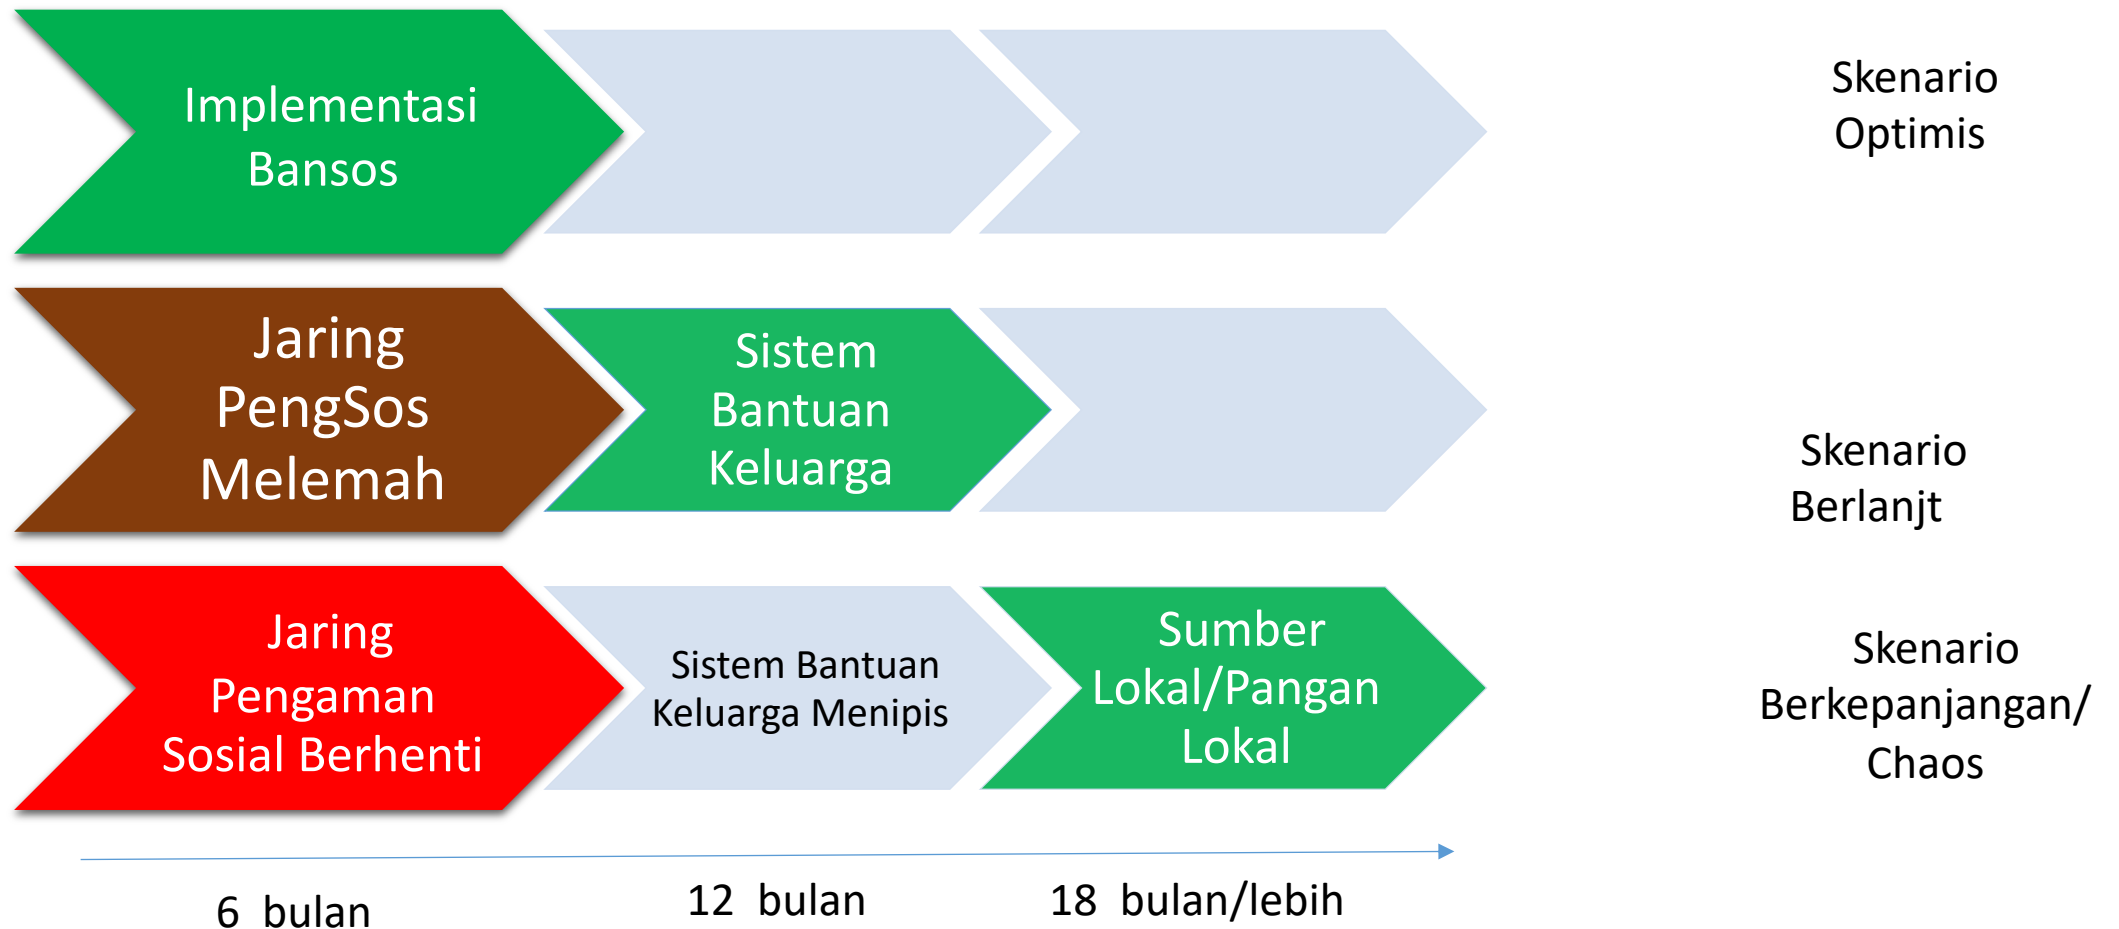 Implementasi
Bansos
Skenario
Optimis
Jaring
PengSos
Melemah
Sistem
Bantuan
Keluarga
Skenario
Berlanjt
Jaring
Pengaman
Sosial Berhenti
Sistem Bantuan
Keluarga Menipis
Sumber
Lokal/Pangan
Lokal
Skenario
Berkepanjangan/
Chaos
6 bulan
12 bulan
18 bulan/lebih